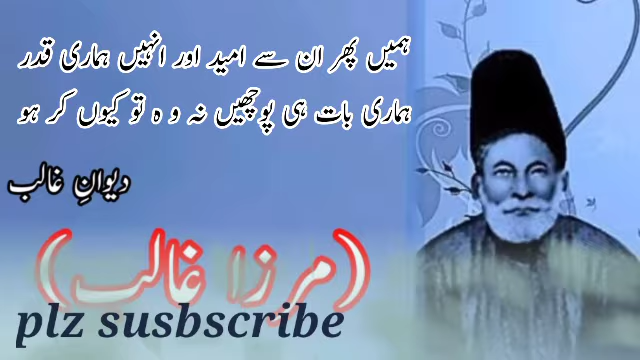 ہمیں پھر ان سے امید اور انہیں ہماری قدر
ہماری بات ہی پوچھیں نہ و ہ تو کیوں کر ہو
دیوانِ غالب
(مرزا غالب)
plz susbscribe